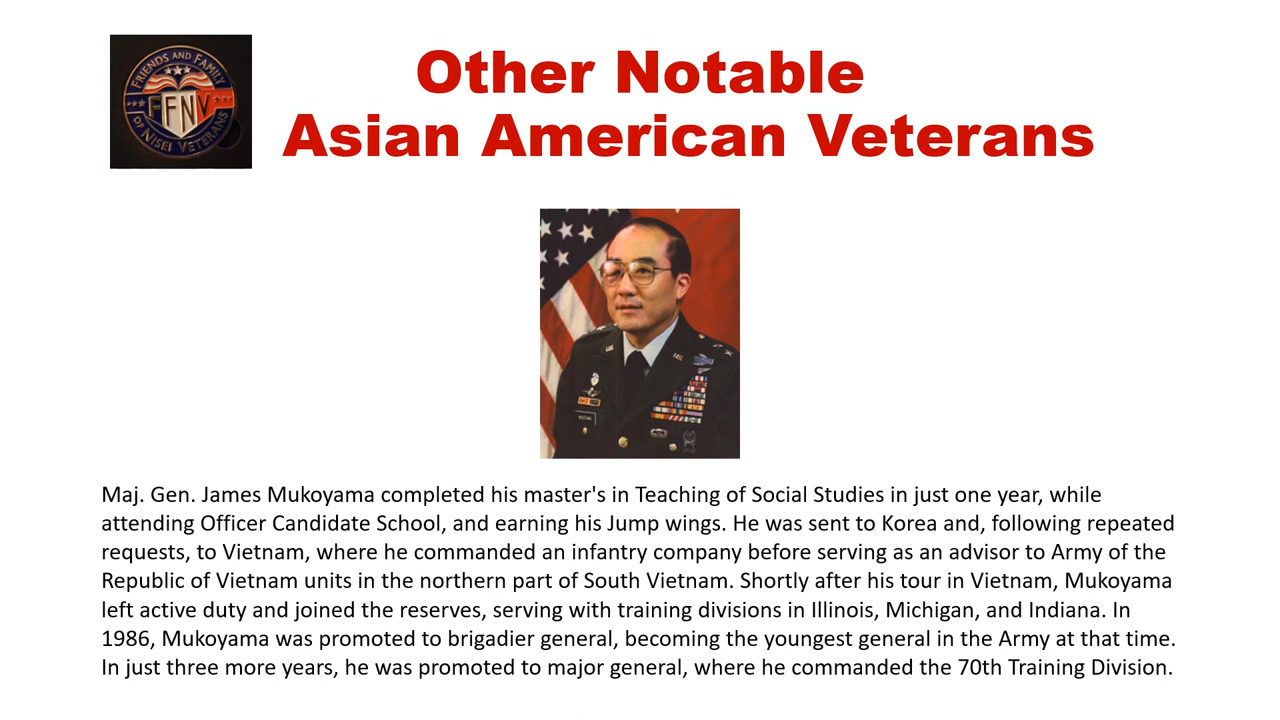 FRIENDS AND FAMILY
FFNV
OF NISEI VETERANS
Other Notable
Asian American Veterans
Maj. Gen. James Mukoyama completed his master's in Teaching of Social Studies in just one year, while
attending Officer Candidate School, and earning his Jump wings. He was sent to Korea and, following repeated
requests, to Vietnam, where he commanded an infantry company before serving as an advisor to Army of the
Republic of Vietnam units in the northern part of South Vietnam. Shortly after his tour in Vietnam, Mukoyama
left active duty and joined the reserves, serving with training divisions in Illinois, Michigan, and Indiana. In
1986, Mukoyama was promoted to brigadier general, becoming the youngest general in the Army at that time.
In just three more years, he was promoted to major general, where he commanded the 70th Training Division.